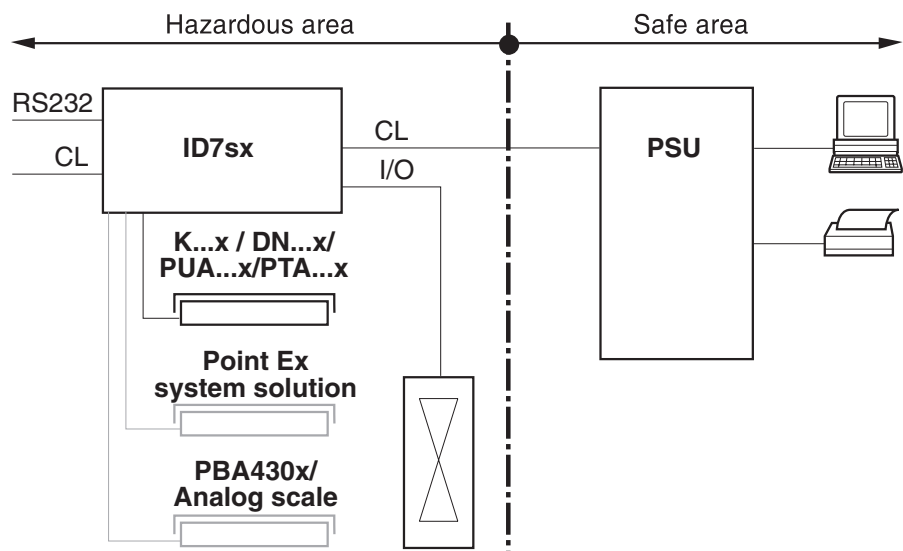 Hazardous area
Safe area
RS232
CL
ID7sx
CL
I/O
PSU
K...x / DN...x/
PUA...x/PTA...x
Point Ex
system solution
PBA430x/
Analog scale